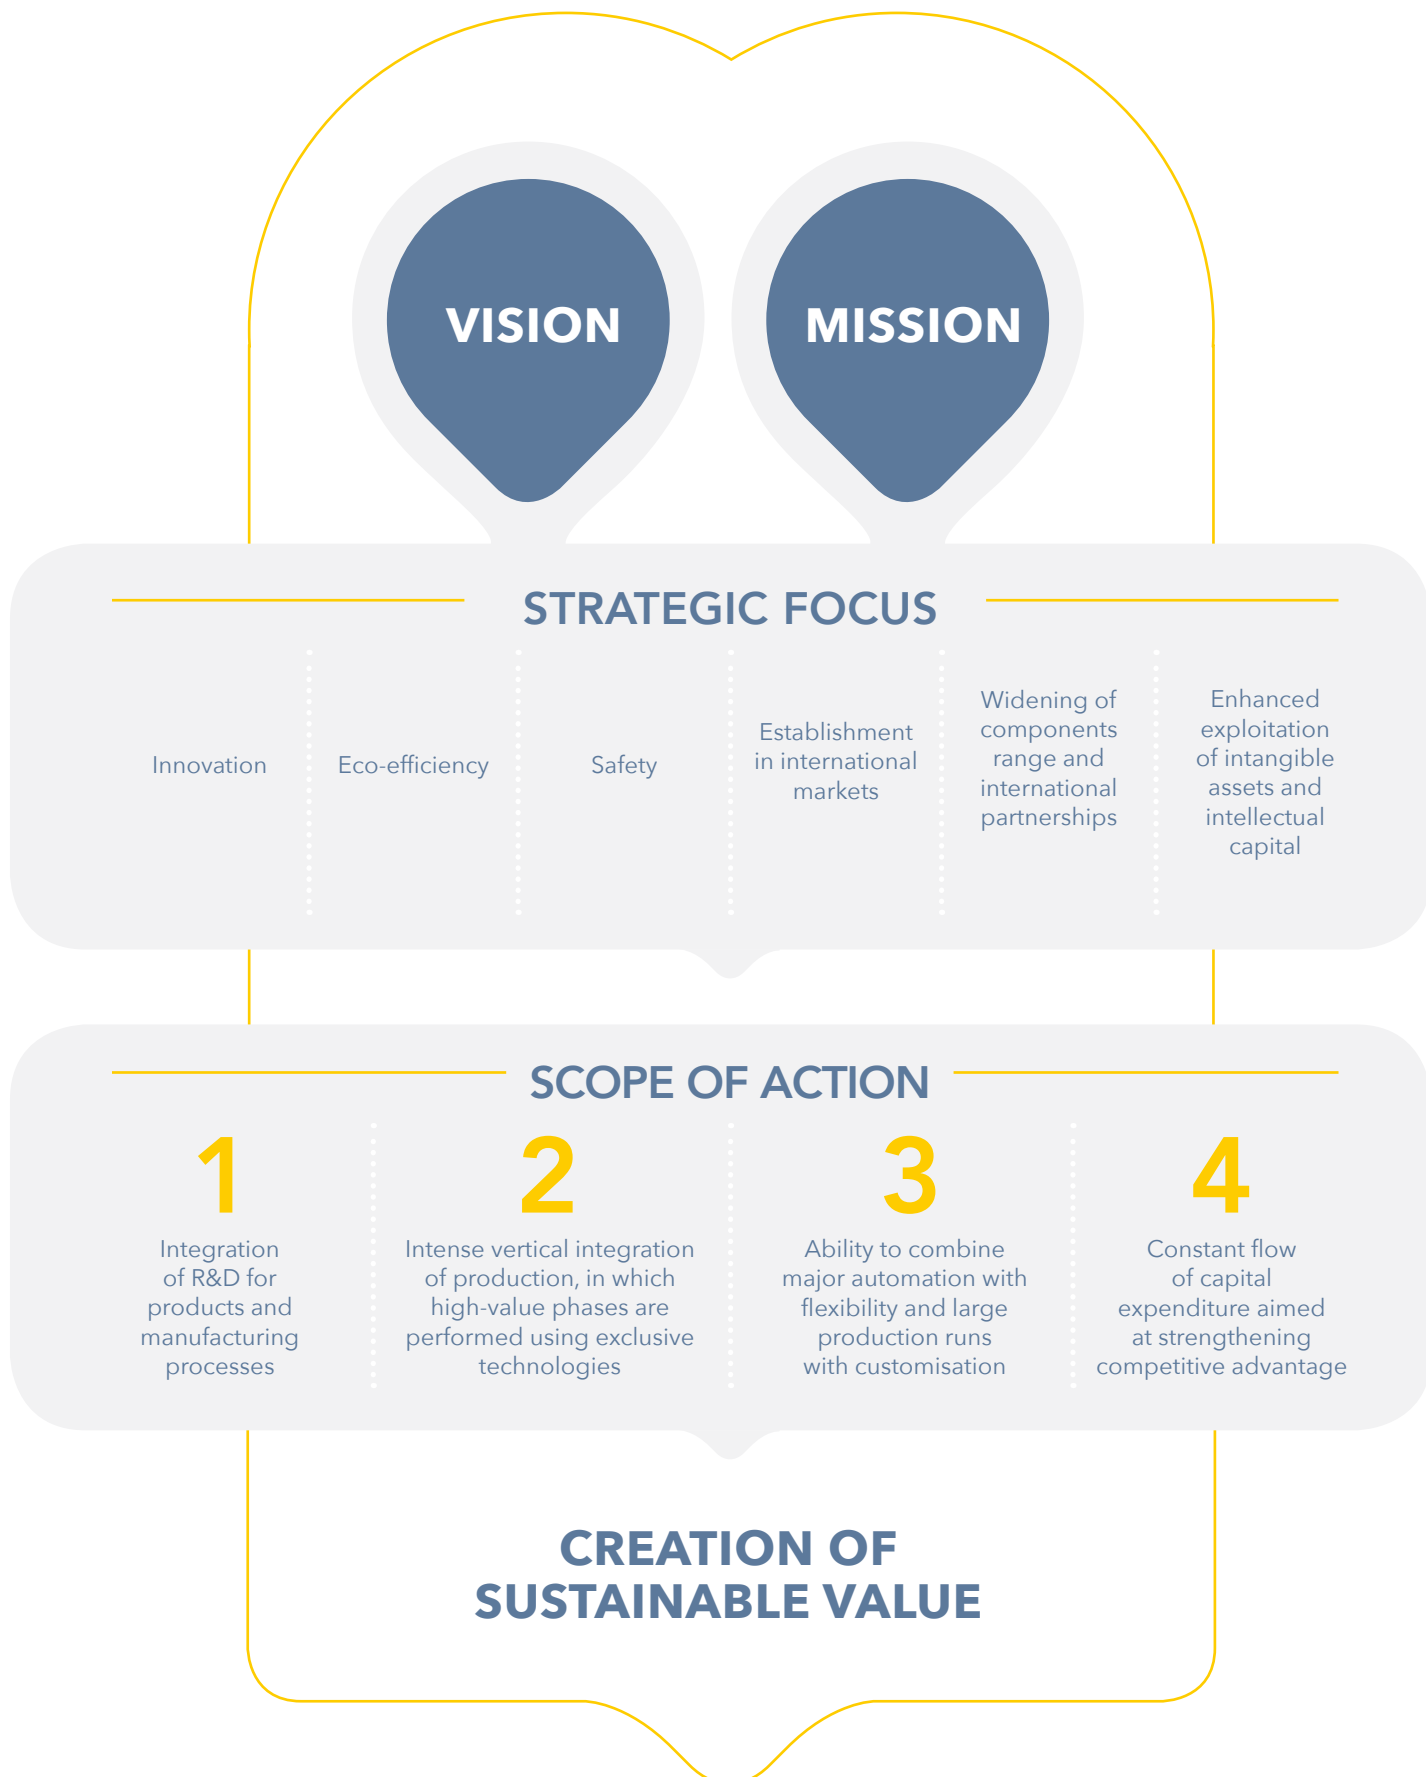 VISION
MISSION
STRATEGIC FOCUS
Innovation
Eco-efficiency
Safety
Establishment
in international
markets
Widening of
components
range and
international
partnerships
Enhanced
exploitation
of intangible
assets and
intellectual
capital
SCOPE OF ACTION
1
Integration
of R&D for
products and
manufacturing
processes
2
Intense vertical integration
of production, in which
high-value phases are
performed using exclusive
technologies
3
Ability to combine
major automation with
flexibility and large
production runs
with customisation
4
Constant flow
of capital
expenditure aimed
at strengthening
competitive advantage
CREATION OF
SUSTAINABLE VALUE